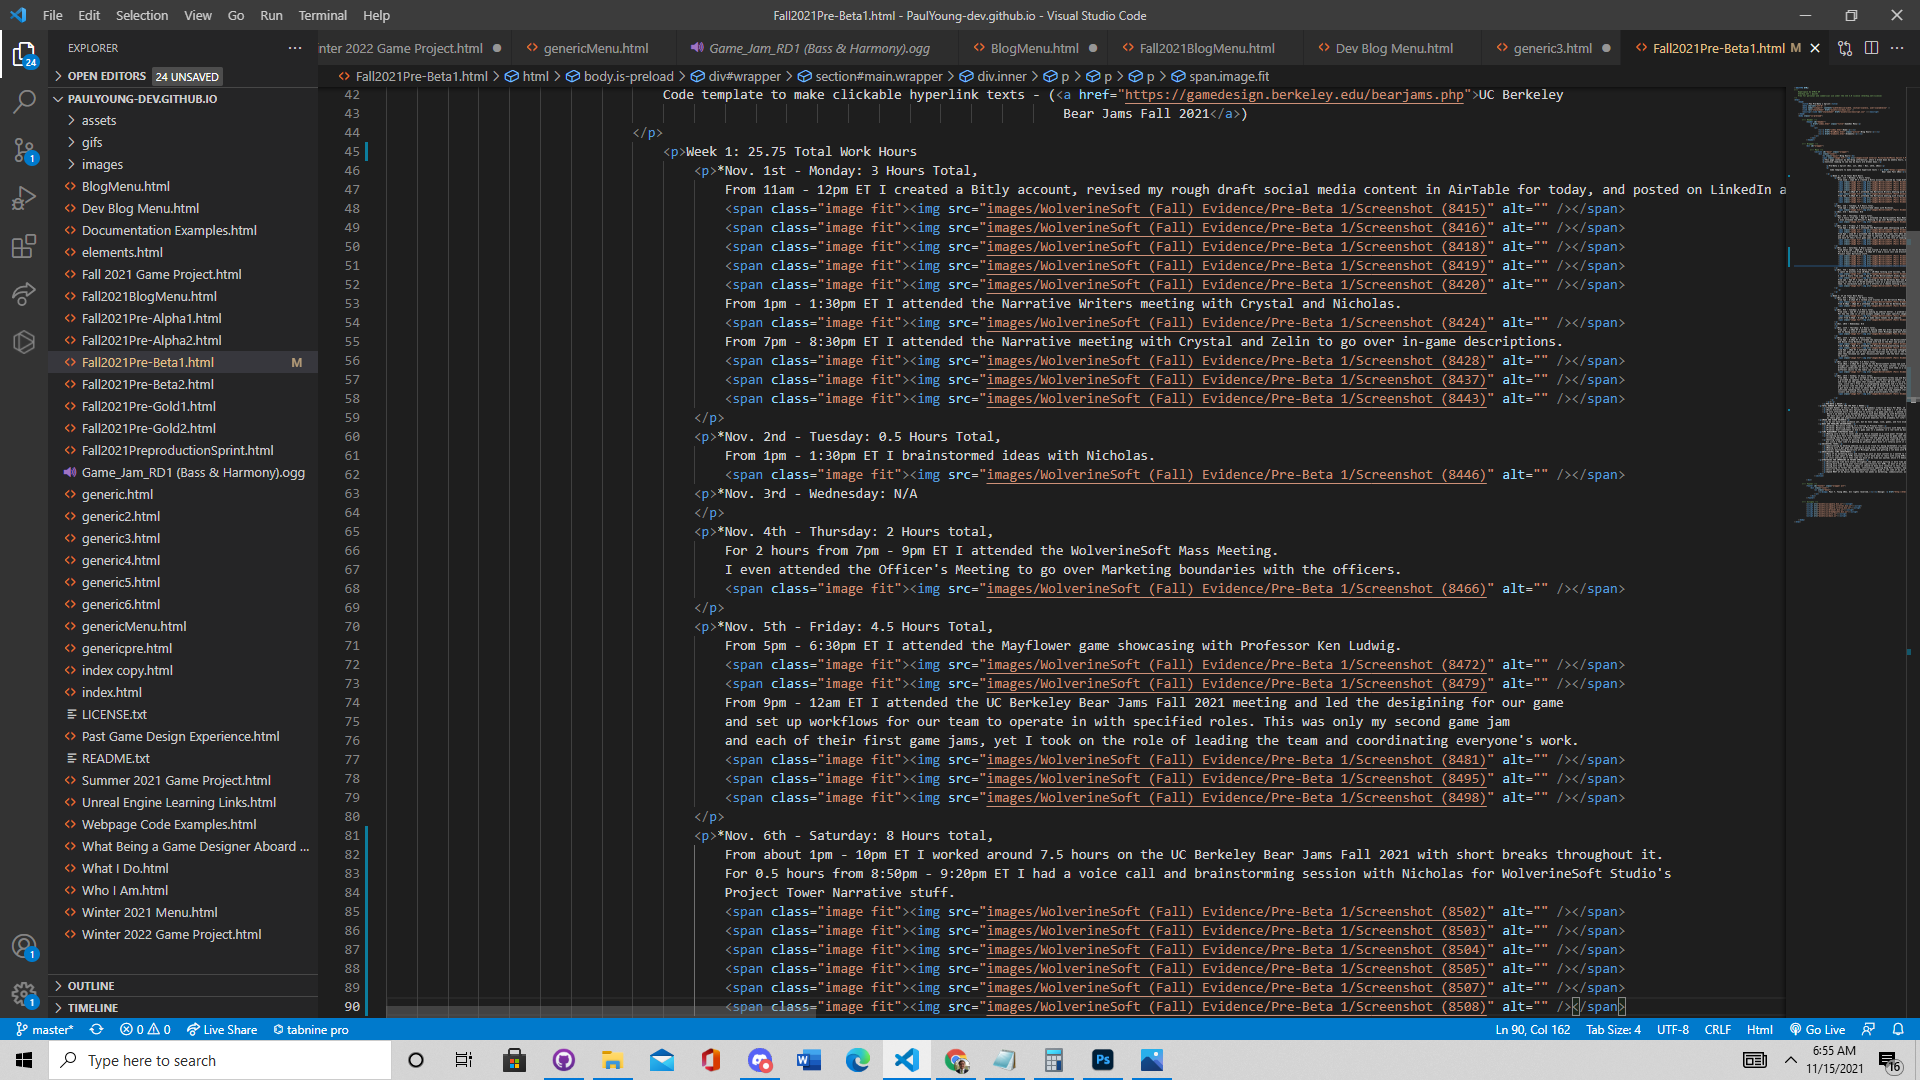 File Edit Selection View Go Run Terminal Help
Fall2021Pre-Beta1.html - PaulYoung-dev.github.io - Visual Studio Code
EXPLORER
nter 2022 Game Project.html
genericMenu.html
Game_Jam_RD1 (Bass & Harmony).ogg
BlogMenu.html
Fall2021BlogMenu.html
Dev Blog Menu.html
generic3.html
Fall2021Pre-Beta1.html M
OPEN EDITORS 24 UNSAVED
Fall2021Pre-Beta1.html > html > body.is-preload > div#wrapper > section#main.wrapper > div.inner > p > p > p > span.image.fit
PAULYOUNG-DEV.GITHUB.IO
assets
gifs
images
BlogMenu.html
Dev Blog Menu.html
Documentation Examples.html
elements.html
Fall 2021 Game Project.html
Fall2021BlogMenu.html
Fall2021Pre-Alpha1.html
Fall2021Pre-Alpha2.html
Fall2021Pre-Beta1.html M
Fall2021Pre-Beta2.html
Fall2021Pre-Gold1.html
Fall2021Pre-Gold2.html
Fall2021PreproductionSprint.html
Game_Jam_RD1 (Bass & Harmony).ogg
generic.html
generic2.html
generic3.html
generic4.html
generic5.html
generic6.html
genericMenu.html
genericpre.html
index copy.html
index.html
LICENSE.txt
Past Game Design Experience.html
README.txt
Summer 2021 Game Project.html
Unreal Engine Learning Links.html
Webpage Code Examples.html
What Being a Game Designer Aboard ...
What I Do.html
Who I Am.html
Winter 2021 Menu.html
Winter 2022 Game Project.html
OUTLINE
TIMELINE
24
1
1
1
42 Code template to make clickable hyperlink texts - (<a href="https://gamedesign.berkeley.edu/bearjams.php">UC Berkeley
43 Bear Jams Fall 2021</a>)
44 </p>
45 <p>Week 1: 25.75 Total Work Hours
46 <p>*Nov. 1st - Monday: 3 Hours Total,
47 From 11am - 12pm ET I created a Bitly account, revised my rough draft social media content in AirTable for today, and posted on LinkedIn a
48 <span class="image fit"><img src="images/WolverineSoft (Fall) Evidence/Pre-Beta 1/Screenshot (8415)" alt="" /></span>
49 <span class="image fit"><img src="images/WolverineSoft (Fall) Evidence/Pre-Beta 1/Screenshot (8416)" alt="" /></span>
50 <span class="image fit"><img src="images/WolverineSoft (Fall) Evidence/Pre-Beta 1/Screenshot (8418)" alt="" /></span>
51 <span class="image fit"><img src="images/WolverineSoft (Fall) Evidence/Pre-Beta 1/Screenshot (8419)" alt="" /></span>
52 <span class="image fit"><img src="images/WolverineSoft (Fall) Evidence/Pre-Beta 1/Screenshot (8420)" alt="" /></span>
53 From 1pm - 1:30pm ET I attended the Narrative Writers meeting with Crystal and Nicholas.
54 <span class="image fit"><img src="images/WolverineSoft (Fall) Evidence/Pre-Beta 1/Screenshot (8424)" alt="" /></span>
55 From 7pm - 8:30pm ET I attended the Narrative meeting with Crystal and Zelin to go over in-game descriptions.
56 <span class="image fit"><img src="images/WolverineSoft (Fall) Evidence/Pre-Beta 1/Screenshot (8428)" alt="" /></span>
57 <span class="image fit"><img src="images/WolverineSoft (Fall) Evidence/Pre-Beta 1/Screenshot (8437)" alt="" /></span>
58 <span class="image fit"><img src="images/WolverineSoft (Fall) Evidence/Pre-Beta 1/Screenshot (8443)" alt="" /></span>
59 </p>
60 <p>*Nov. 2nd - Tuesday: 0.5 Hours Total,
61 From 1pm - 1:30pm ET I brainstormed ideas with Nicholas.
62 <span class="image fit"><img src="images/WolverineSoft (Fall) Evidence/Pre-Beta 1/Screenshot (8446)" alt="" /></span>
63 <p>*Nov. 3rd - Wednesday: N/A
64 </p>
65 <p>*Nov. 4th - Thursday: 2 Hours total,
66 For 2 hours from 7pm - 9pm ET I attended the WolverineSoft Mass Meeting.
67 I even attended the Officer's Meeting to go over Marketing boundaries with the officers.
68 <span class="image fit"><img src="images/WolverineSoft (Fall) Evidence/Pre-Beta 1/Screenshot (8466)" alt="" /></span>
69 </p>
70 <p>*Nov. 5th - Friday: 4.5 Hours Total,
71 From 5pm - 6:30pm ET I attended the Mayflower game showcasing with Professor Ken Ludwig.
72 <span class="image fit"><img src="images/WolverineSoft (Fall) Evidence/Pre-Beta 1/Screenshot (8472)" alt="" /></span>
73 <span class="image fit"><img src="images/WolverineSoft (Fall) Evidence/Pre-Beta 1/Screenshot (8479)" alt="" /></span>
74 From 9pm - 12am ET I attended the UC Berkeley Bear Jams Fall 2021 meeting and led the desigining for our game
75 and set up workflows for our team to operate in with specified roles. This was only my second game jam
76 and each of their first game jams, yet I took on the role of leading the team and coordinating everyone's work.
77 <span class="image fit"><img src="images/WolverineSoft (Fall) Evidence/Pre-Beta 1/Screenshot (8481)" alt="" /></span>
78 <span class="image fit"><img src="images/WolverineSoft (Fall) Evidence/Pre-Beta 1/Screenshot (8495)" alt="" /></span>
79 <span class="image fit"><img src="images/WolverineSoft (Fall) Evidence/Pre-Beta 1/Screenshot (8498)" alt="" /></span>
80 </p>
81 <p>*Nov. 6th - Saturday: 8 Hours total,
82 From about 1pm - 10pm ET I worked around 7.5 hours on the UC Berkeley Bear Jams Fall 2021 with short breaks throughout it.
83 For 0.5 hours from 8:50pm - 9:20pm ET I had a voice call and brainstorming session with Nicholas for WolverineSoft Studio's
84 Project Tower Narrative stuff.
85 <span class="image fit"><img src="images/WolverineSoft (Fall) Evidence/Pre-Beta 1/Screenshot (8502)" alt="" /></span>
86 <span class="image fit"><img src="images/WolverineSoft (Fall) Evidence/Pre-Beta 1/Screenshot (8503)" alt="" /></span>
87 <span class="image fit"><img src="images/WolverineSoft (Fall) Evidence/Pre-Beta 1/Screenshot (8504)" alt="" /></span>
88 <span class="image fit"><img src="images/WolverineSoft (Fall) Evidence/Pre-Beta 1/Screenshot (8505)" alt="" /></span>
89 <span class="image fit"><img src="images/WolverineSoft (Fall) Evidence/Pre-Beta 1/Screenshot (8507)" alt="" /></span>
90 <span class="image fit"><img src="images/WolverineSoft (Fall) Evidence/Pre-Beta 1/Screenshot (8508)" alt="" /></span>
master* 0 0 Live Share tabnine pro
Ln 90, Col 162 Tab Size: 4 UTF-8 CRLF Html Go Live
Type here to search
6:55 AM
11/15/2021
16